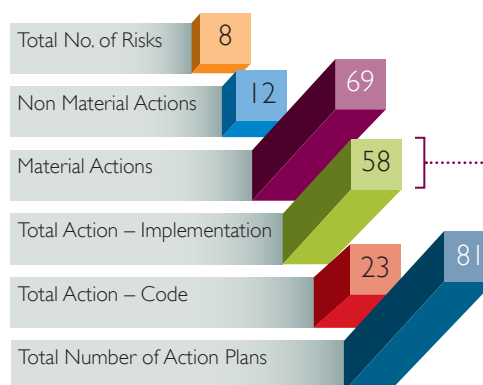 Total No. of Risks 8
Non Material Actions 12
Material Actions 69
Total Action – Implementation 58
Total Action – Code 23
Total Number of Action Plans 81